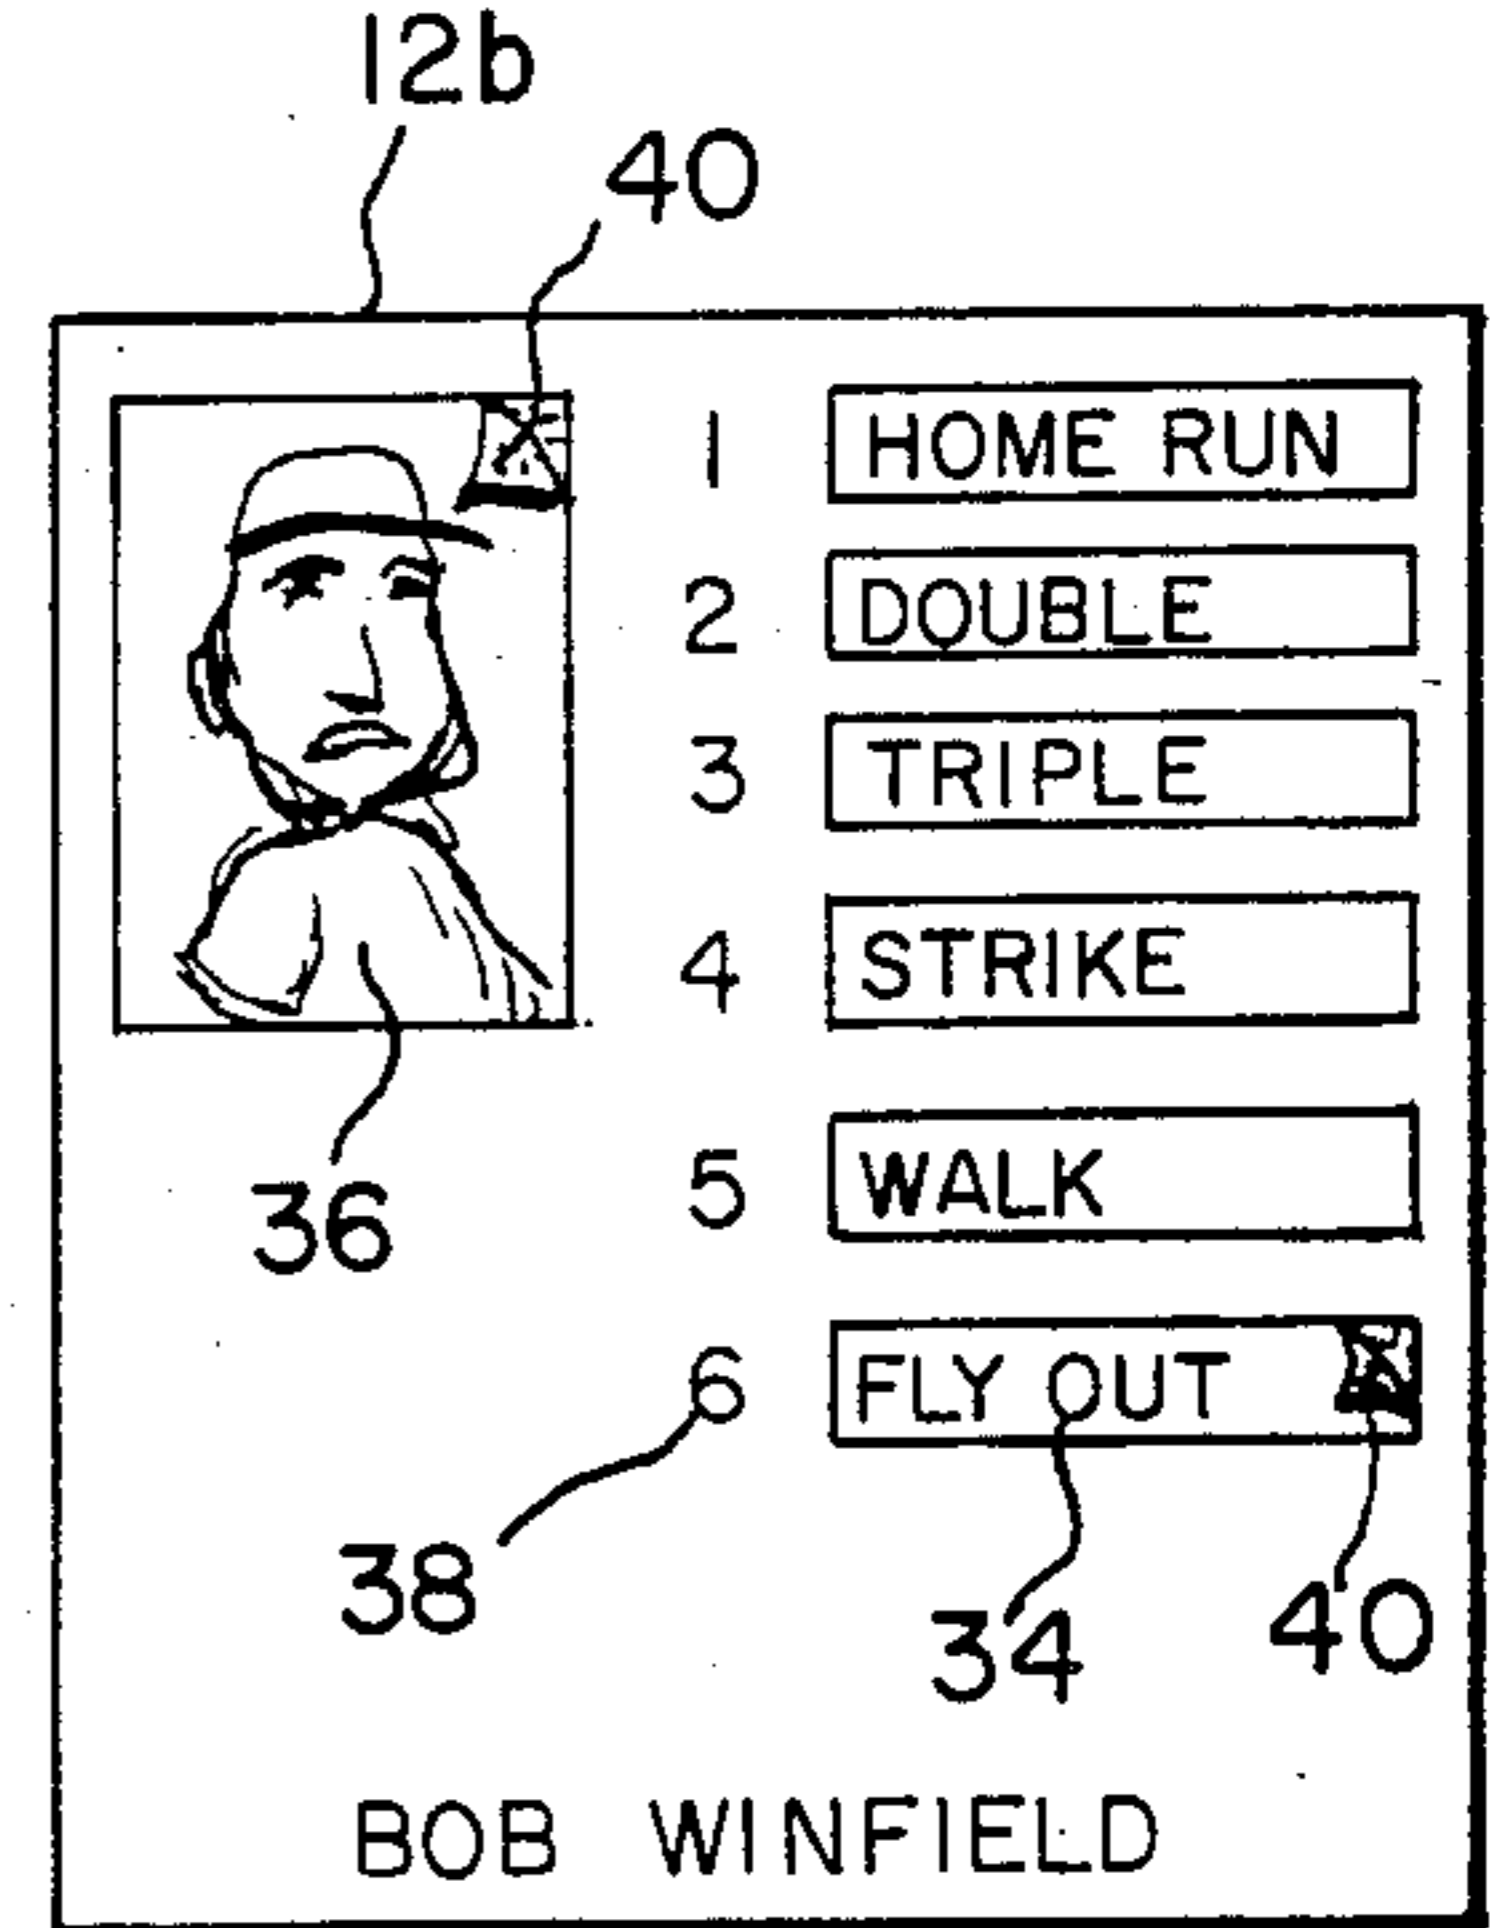 12b
40
1 HOME RUN
2 DOUBLE
3 TRIPLE
4 STRIKE
5 WALK
36
6 FLY OUT
38
34
40
BOB WINFIELD